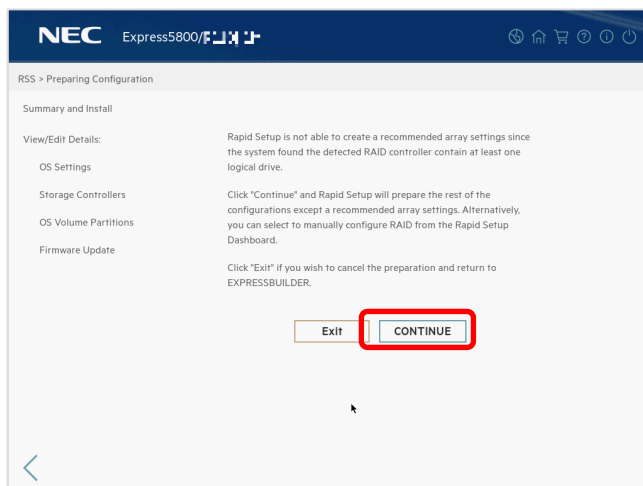 NEC Express5800/
RSS > Preparing Configuration
Summary and Install
View/Edit Details:
OS Settings
Storage Controllers
OS Volume Partitions
Firmware Update
Rapid Setup is not able to create a recommended array settings since
the system found the detected RAID controller contain at least one
logical drive.
Click "Continue" and Rapid Setup will prepare the rest of the
configurations except a recommended array settings. Alternatively,
you can select to manually configure RAID from the Rapid Setup
Dashboard.
Click "Exit" if you wish to cancel the preparation and return to
EXPRESSBUILDER.
Exit CONTINUE